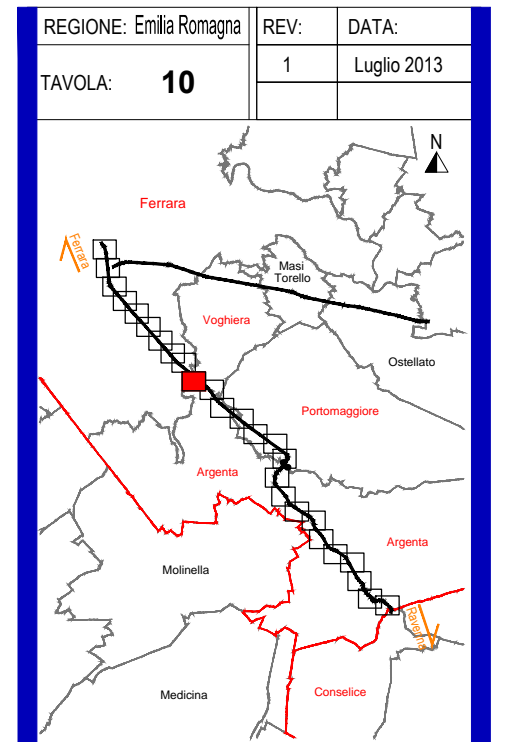 REGIONE: Emilia Romagna
REV:
DATA:
TAVOLA: 10
1
Luglio 2013
N
Ferrara
Ferrara
Masi
Torello
Voghiera
Ostellato
Portomaggiore
Argenta
Argenta
Molinella
Ravenna
Medicina
Conselice